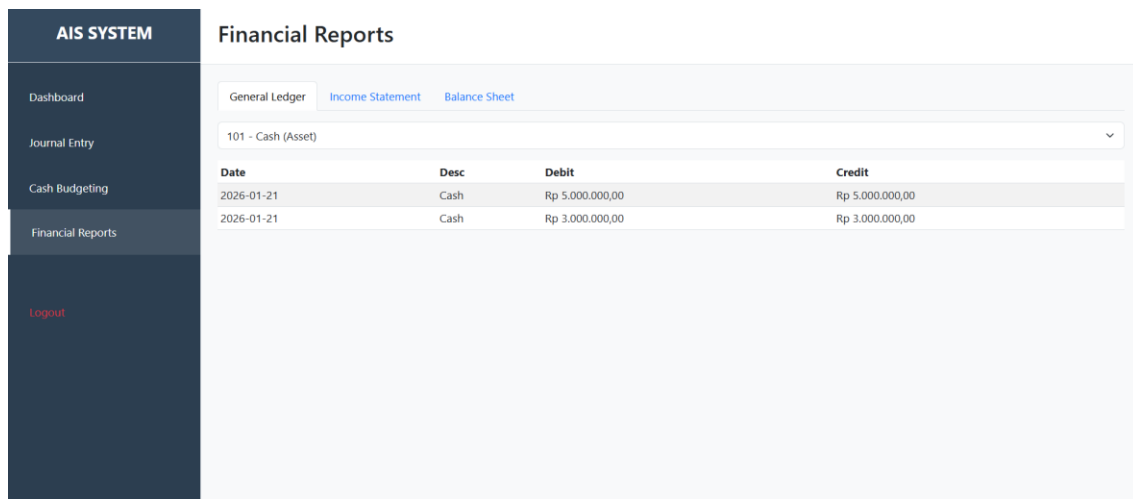 AIS SYSTEM
Financial Reports
Dashboard
Journal Entry
Cash Budgeting
Financial Reports
Logout
General Ledger Income Statement Balance Sheet
101 - Cash (Asset)
Date Desc Debit Credit
2026-01-21 Cash Rp 5.000.000,00 Rp 5.000.000,00
2026-01-21 Cash Rp 3.000.000,00 Rp 3.000.000,00